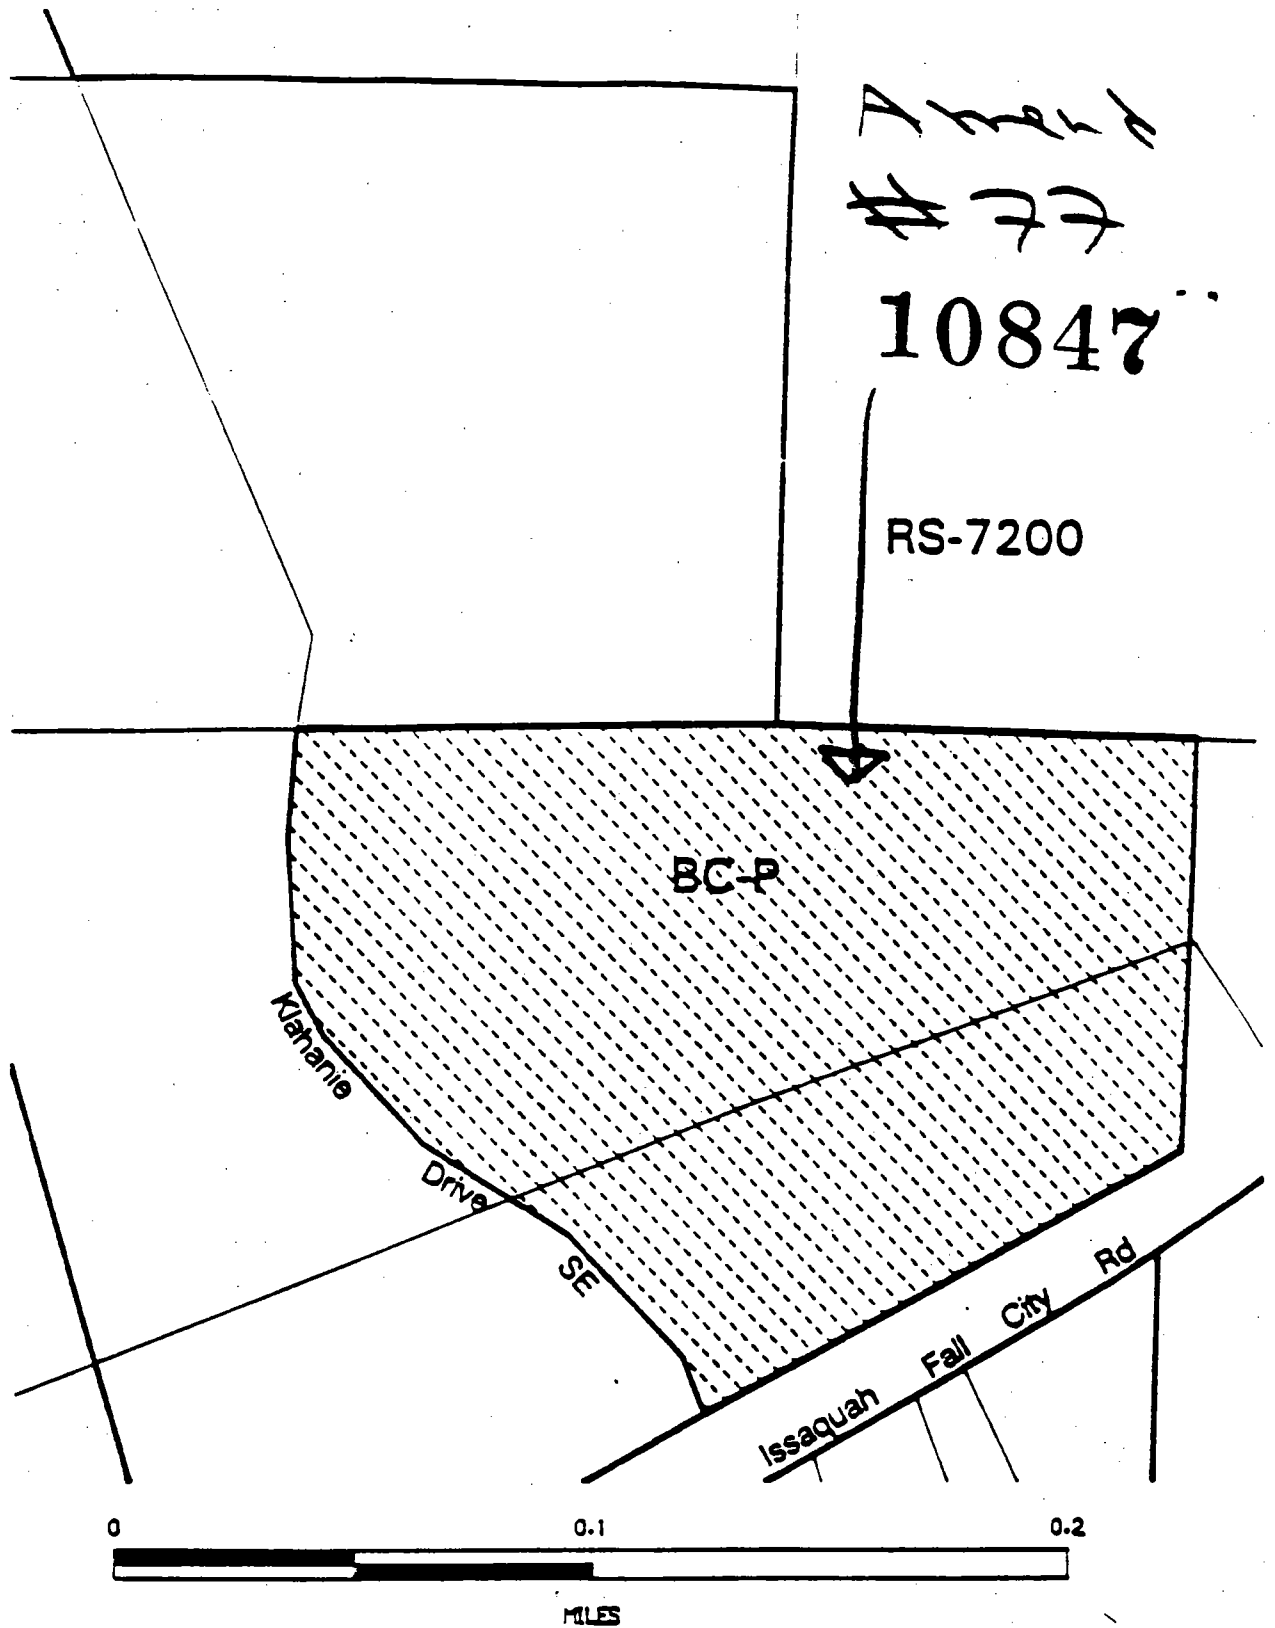 Amend
# 77
10847
RS-7200
BC-P
Klahanie Drive SE
Issaquah Fall City Rd
0 0.1 0.2
MILES